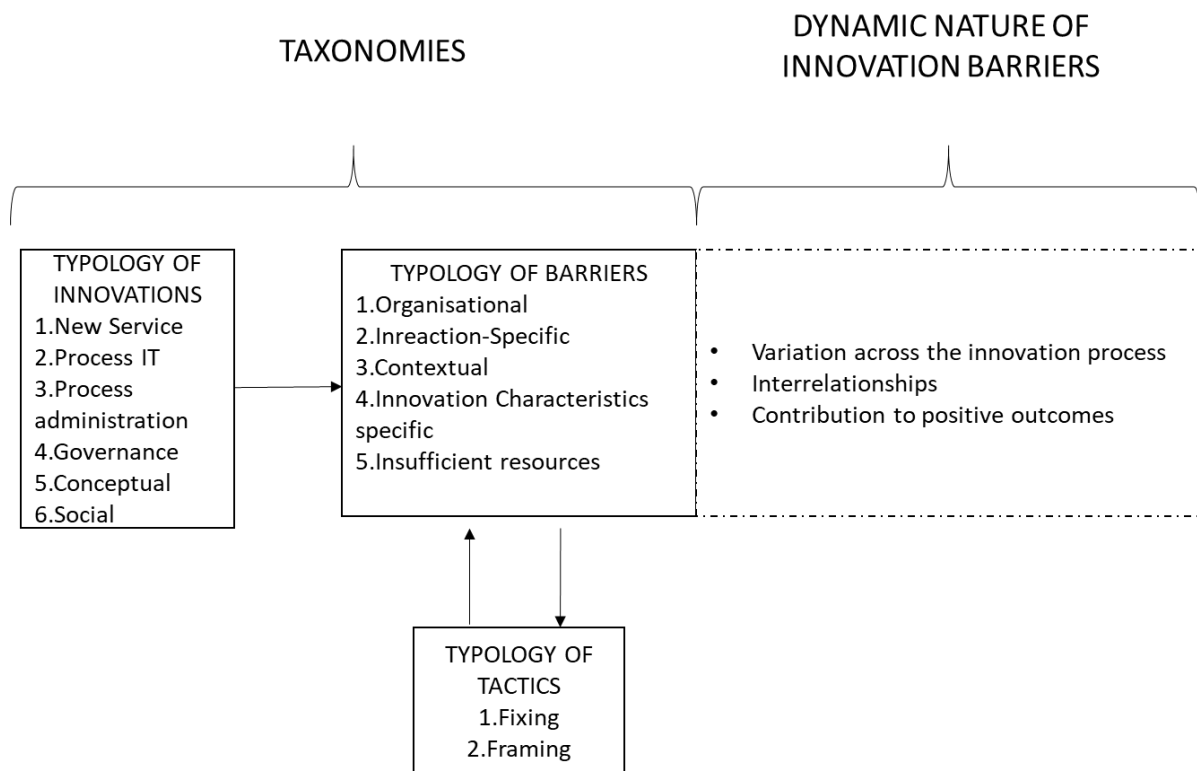 TAXONOMIES
DYNAMIC NATURE OF
INNOVATION BARRIERS
TYPOLOGY OF
INNOVATIONS
1.New Service
2.Process IT
3.Process
administration
4.Governance
5.Conceptual
6.Social
TYPOLOGY OF BARRIERS
1.Organisational
2.Inreaction-Specific
3.Contextual
4.Innovation Characteristics
specific
5.Insufficient resources
• Variation across the innovation process
• Interrelationships
• Contribution to positive outcomes
TYPOLOGY OF
TACTICS
1.Fixing
2.Framing